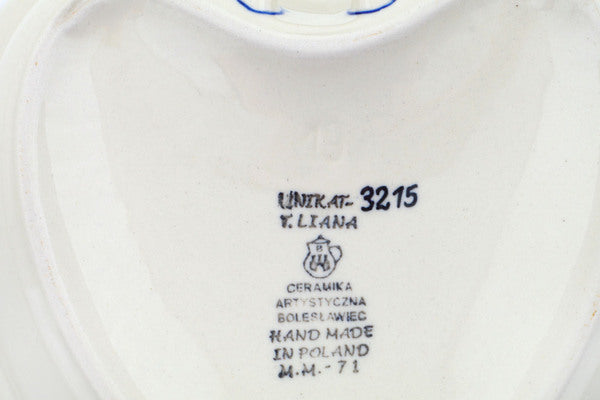 UNIKAT- 3215
T. LIANA
B
CERAMIKA
ARTYSTYCZNA
BOLESŁAWIEC
HAND MADE
IN POLAND
M.M.-71